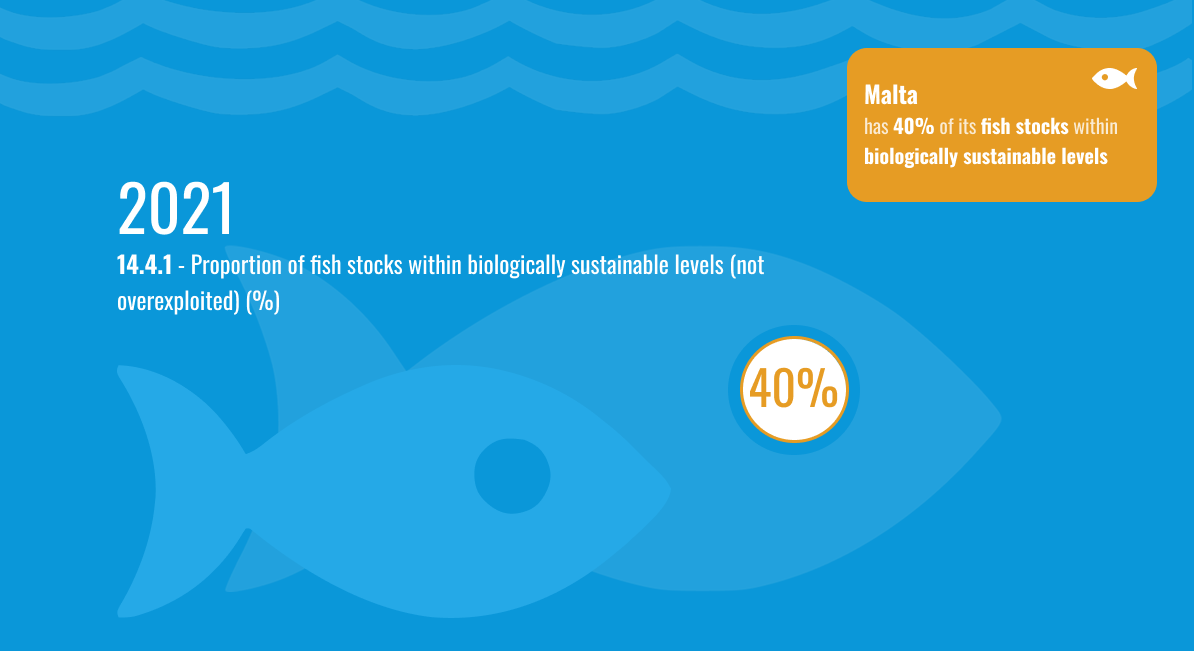 Malta
has 40% of its fish stocks within
biologically sustainable levels
2021
14.4.1 - Proportion of fish stocks within biologically sustainable levels (not
overexploited) (%)
40%